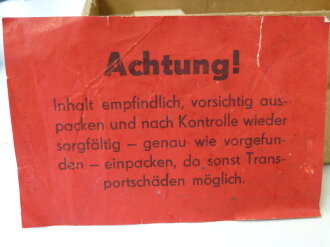 Achtung!
Inhalt empfindlich, vorsichtig aus-
packen und nach Kontrolle wieder
sorgfältig – genau wie vorgefun-
den – einpacken, da sonst Trans-
portschäden möglich.